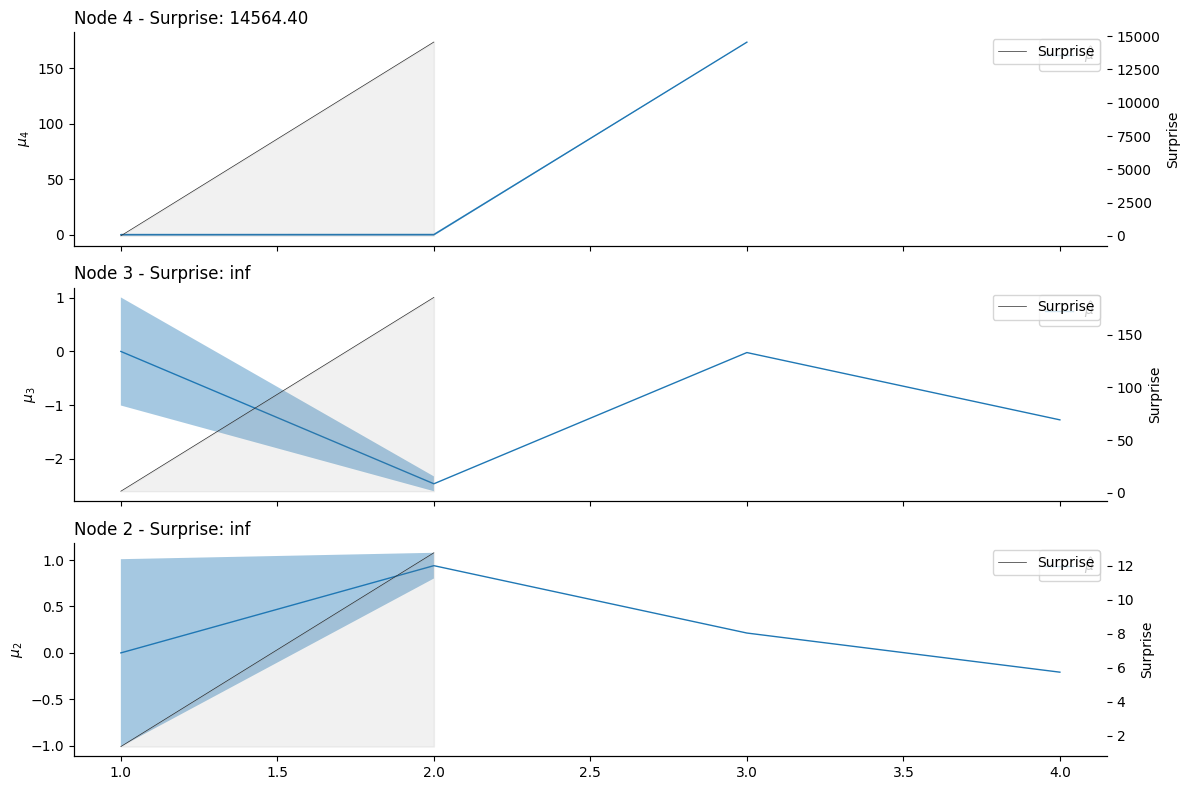 Node 4 - Surprise: 14564.40
150
100
50
0
μ4
Surprise
15000
12500
10000
7500
5000
2500
0
Surprise
Node 3 - Surprise: inf
1
0
−1
−2
μ3
Surprise
150
100
50
0
Surprise
Node 2 - Surprise: inf
1.0
0.5
0.0
−0.5
−1.0
μ2
Surprise
12
10
8
6
4
2
Surprise
1.0 1.5 2.0 2.5 3.0 3.5 4.0